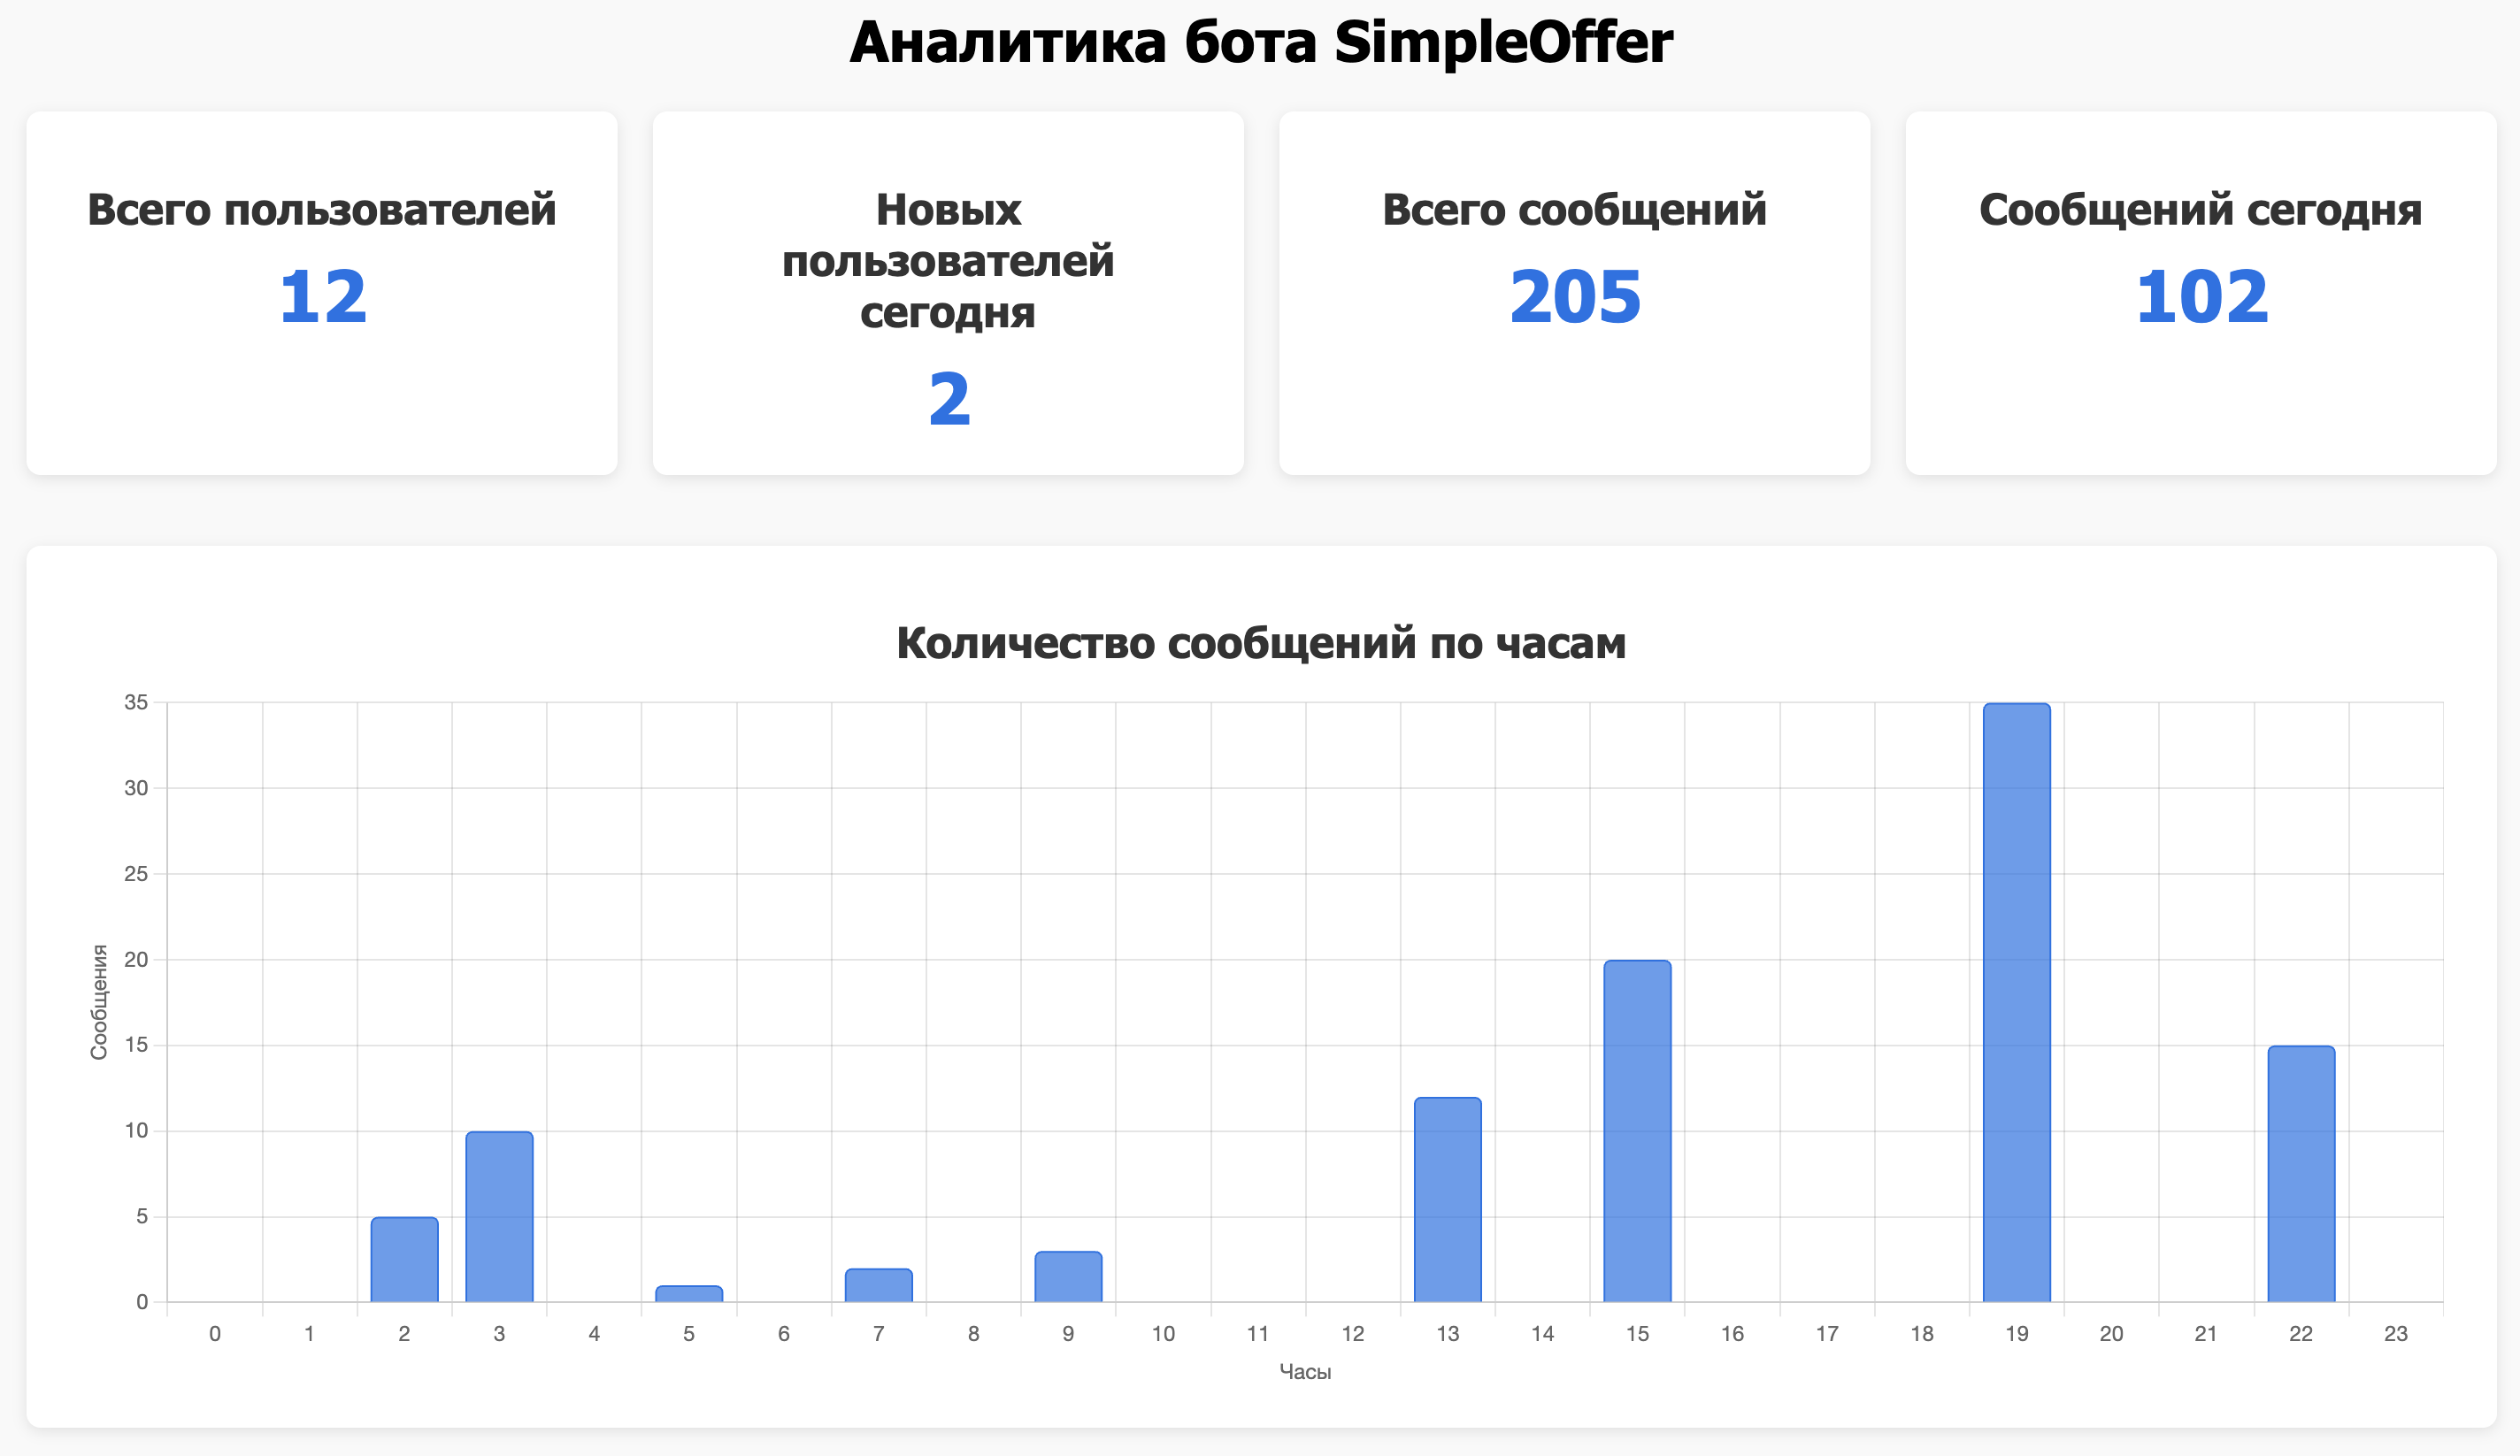 Аналитика бота SimpleOffer
Всего пользователей
12
Новых
пользователей
сегодня
2
Всего сообщений
205
Сообщений сегодня
102
Количество сообщений по часам
Сообщения
35
30
25
20
15
10
5
0
0 1 2 3 4 5 6 7 8 9 10 11 12 13 14 15 16 17 18 19 20 21 22 23
Часы